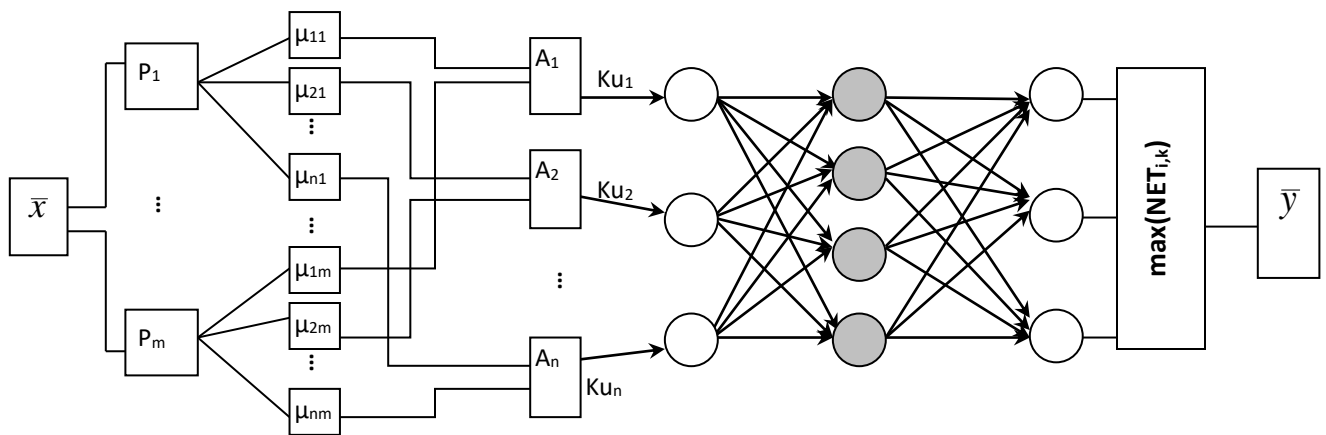 x̅
P₁
⋮
Pₘ
μ₁₁
μ₂₁
⋮
μₙ₁
⋮
μ₁ₘ
μ₂ₘ
⋮
μₙₘ
A₁
A₂
⋮
Aₙ
Ku₁
Ku₂
Kuₙ
max(NETi,k)
y̅